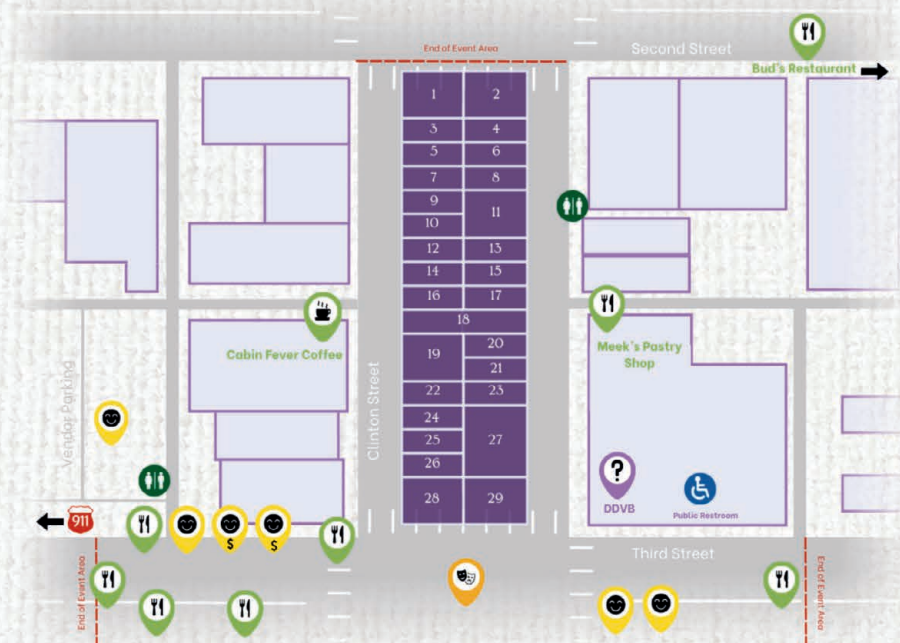 End of Event Area
Second Street
Bud's Restaurant
1
2
3
4
5
6
7
8
9
10
11
12
13
14
15
16
17
18
19
20
21
22
23
24
25
26
27
28
29
Cabin Fever Coffee
Clinton Street
Meek's Pastry
Shop
Vendor Parking
?
DDVB
Public Restroom
911
$
$
Third Street
End of Event Area
End of Event Area